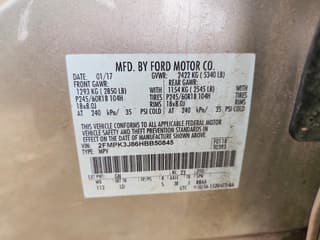 MFD. BY FORD MOTOR CO.
DATE: 01/17 GVWR: 2422 KG ( 5340 LB)
FRONT GAWR: REAR GAWR:
1293 KG ( 2850 LB) 1154 KG ( 2545 LB)
P245/60R18 104H P245/60R18 104H
18x8.0J 18x8.0J
AT 240 kPa/ 35 PSI COLD AT 240 kPa/ 35 PSI COLD
THIS VEHICLE CONFORMS TO ALL APPLICABLE FEDERAL MOTOR
VEHICLE SAFETY AND THEFT PREVENTION STANDARDS IN
EFFECT ON THE DATE OF MANUFACTURE SHOWN ABOVE.
VIN: 2FMPK3J86HBB50845
TYPE: MPV